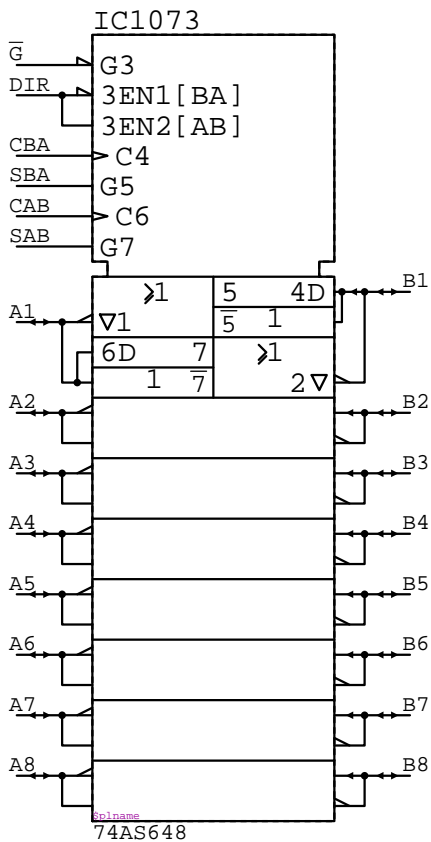 IC1073
G̅ G3
DIR 3EN1[BA]
3EN2[AB]
CBA C4
SBA G5
CAB C6
SAB G7
A1 ≥1 5 4D B1
▽1 5̅ 1
6D 7 ≥1
1 7̅ 2▽
A2 B2
A3 B3
A4 B4
A5 B5
A6 B6
A7 B7
A8 B8
Splname
74AS648